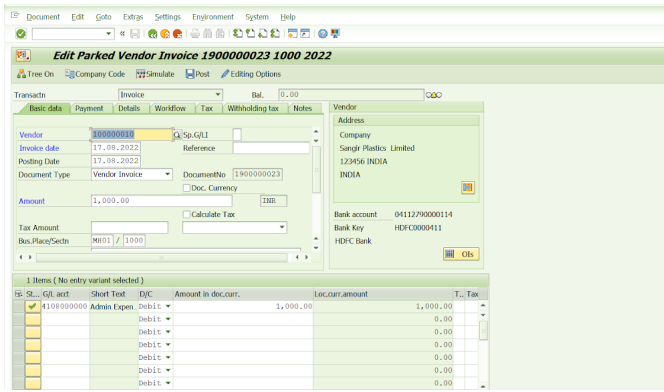 Document Edit Goto Extras Settings Environment System Help
Edit Parked Vendor Invoice 1900000023 1000 2022
Tree On Company Code Simulate Post Editing Options
Transactn Invoice Bal. 0.00
Basic data Payment Details Workflow Tax Withholding tax Notes
Vendor 100000010 Sp.G/LI
Invoice date 17.08.2022 Reference
Posting Date 17.08.2022
Document Type Vendor Invoice DocumentNo 1900000023
Doc. Currency
Amount 1,000.00 INR
Calculate Tax
Tax Amount
Bus.Place/Sectn MH01 / 1000
Vendor
Address
Company
Sangir Plastics Limited
123456 INDIA
INDIA
Bank account 04112790000114
Bank Key HDFC0000411
HDFC Bank
OIs
1 Items ( No entry variant selected )
St... G/L acct Short Text D/C Amount in doc.curr. Loc.curr.amount T.. Tax
4108000000 Admin Expen Debit 1,000.00 1,000.00
Debit 0.00
Debit 0.00
Debit 0.00
Debit 0.00
Debit 0.00
Debit 0.00